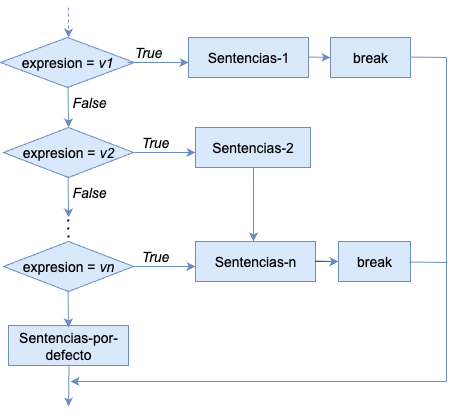 expresion = v1
True
Sentencias-1
break
False
expresion = v2
True
Sentencias-2
False
expresion = vn
True
Sentencias-n
break
Sentencias-por-
defecto